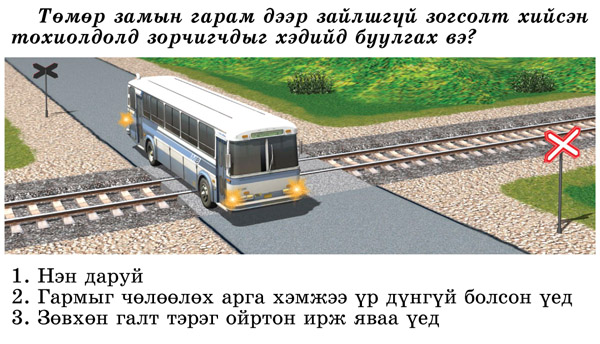 Төмөр замын гарам дээр зайлшгүй зогсолт хийсэн
тохиолдолд зорчигчдыг хэдийд буулгах вэ?
1. Нэн даруй
2. Гармыг чөлөөлөх арга хэмжээ үр дүнгүй болсон үед
3. Зөвхөн галт тэрэг ойртон ирж яваа үед